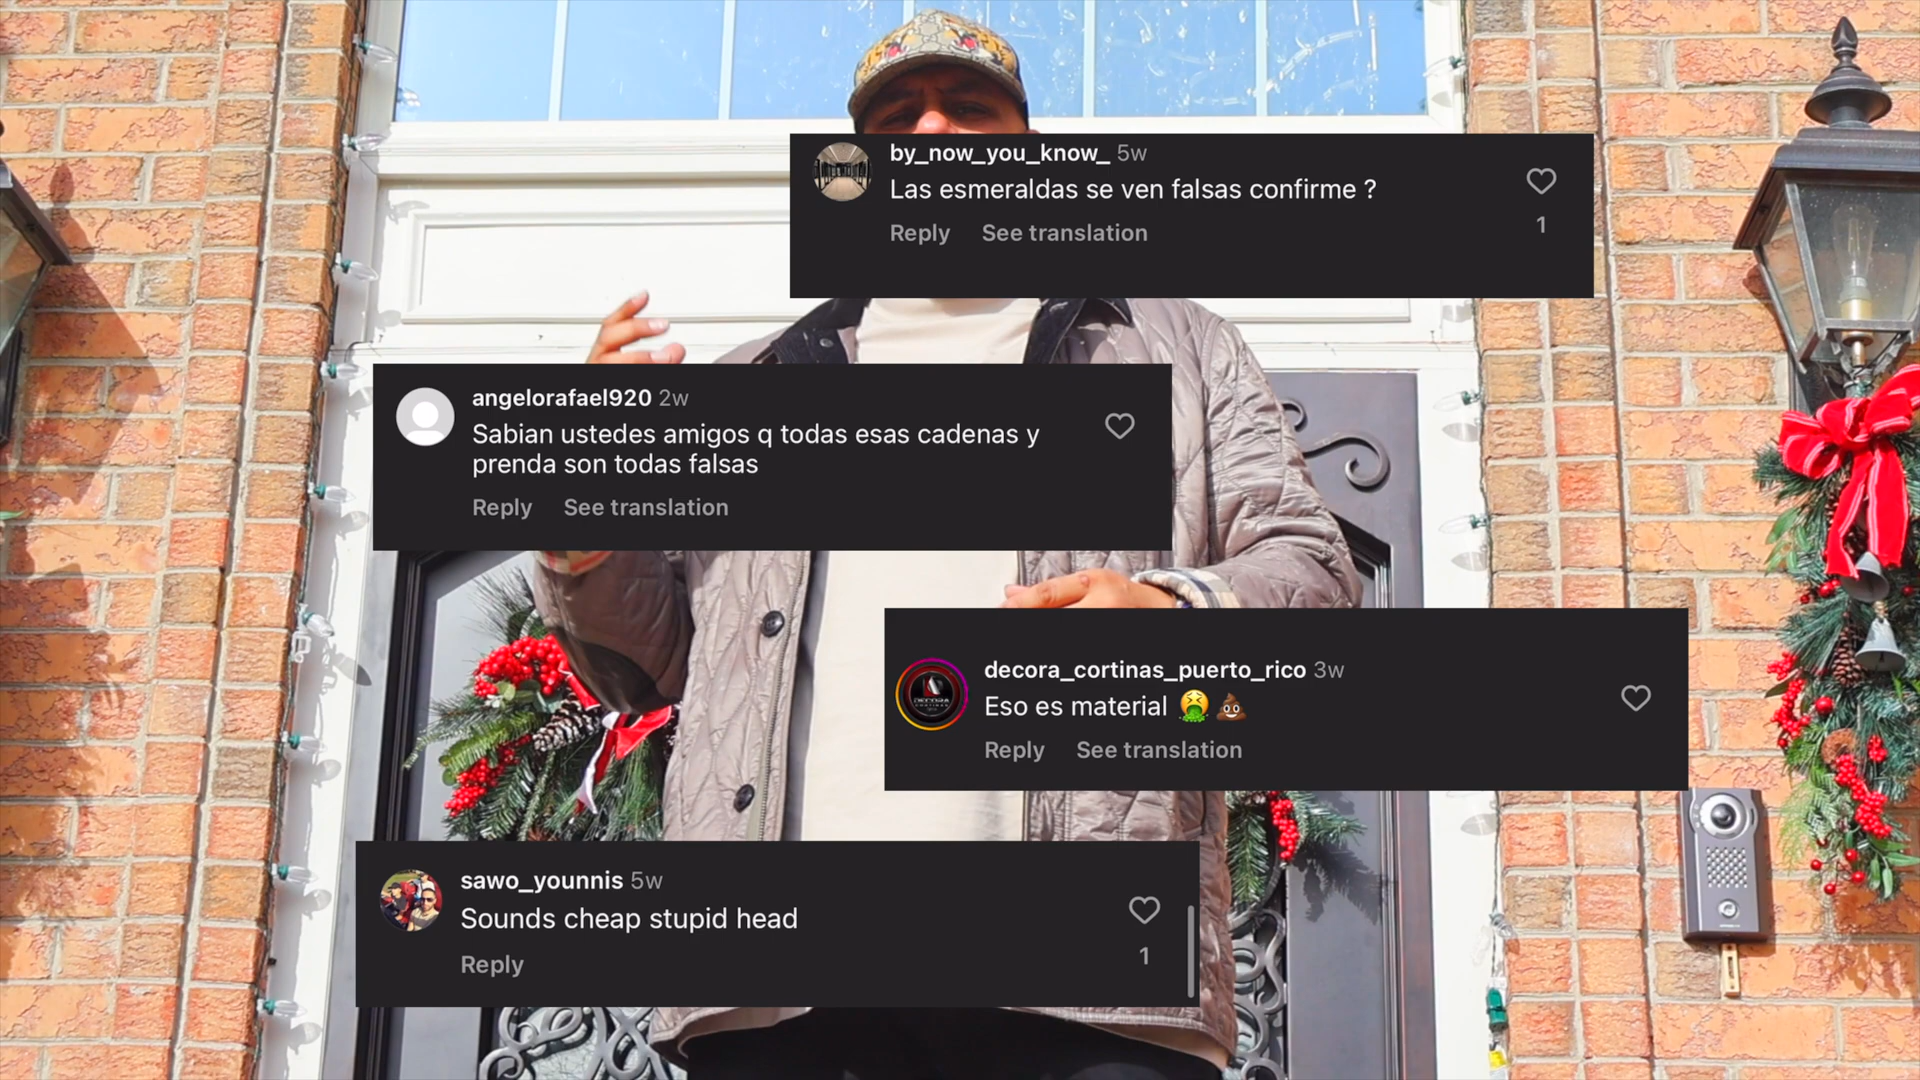 by_now_you_know_ 5w
Las esmeraldas se ven falsas confirme ?
1
Reply See translation
angelorafael920 2w
Sabian ustedes amigos q todas esas cadenas y
prenda son todas falsas
Reply See translation
decora_cortinas_puerto_rico 3w
Eso es material 🤮💩
Reply See translation
sawo_younnis 5w
Sounds cheap stupid head
1
Reply